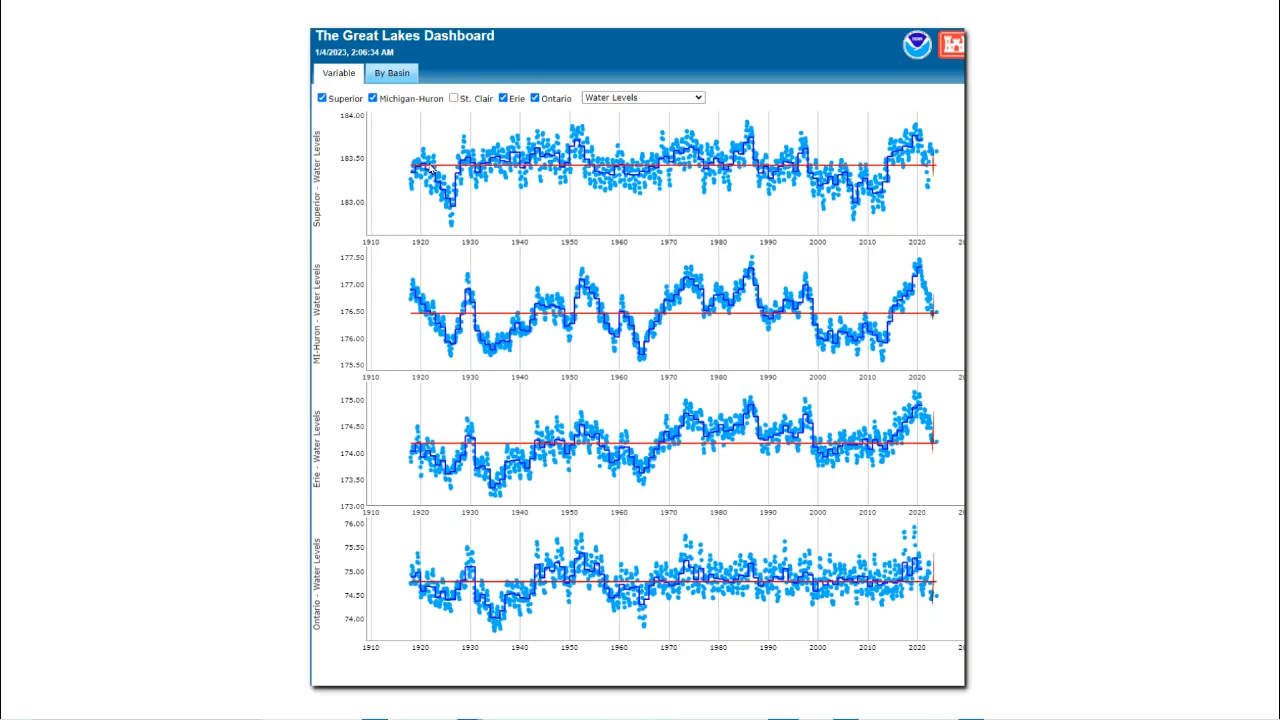 The Great Lakes Dashboard
1/4/2023, 2:06:34 AM
Variable By Basin
Superior Michigan-Huron St. Clair Erie Ontario Water Levels
Superior - Water Levels
184.00
183.50
183.00
1910 1920 1930 1940 1950 1960 1970 1980 1990 2000 2010 2020 2
MI-Huron - Water Levels
177.50
177.00
176.50
176.00
175.50
1910 1920 1930 1940 1950 1960 1970 1980 1990 2000 2010 2020 2
Erie - Water Levels
175.00
174.50
174.00
173.50
173.00
1910 1920 1930 1940 1950 1960 1970 1980 1990 2000 2010 2020 2
Ontario - Water Levels
76.00
75.50
75.00
74.50
74.00
1910 1920 1930 1940 1950 1960 1970 1980 1990 2000 2010 2020 2